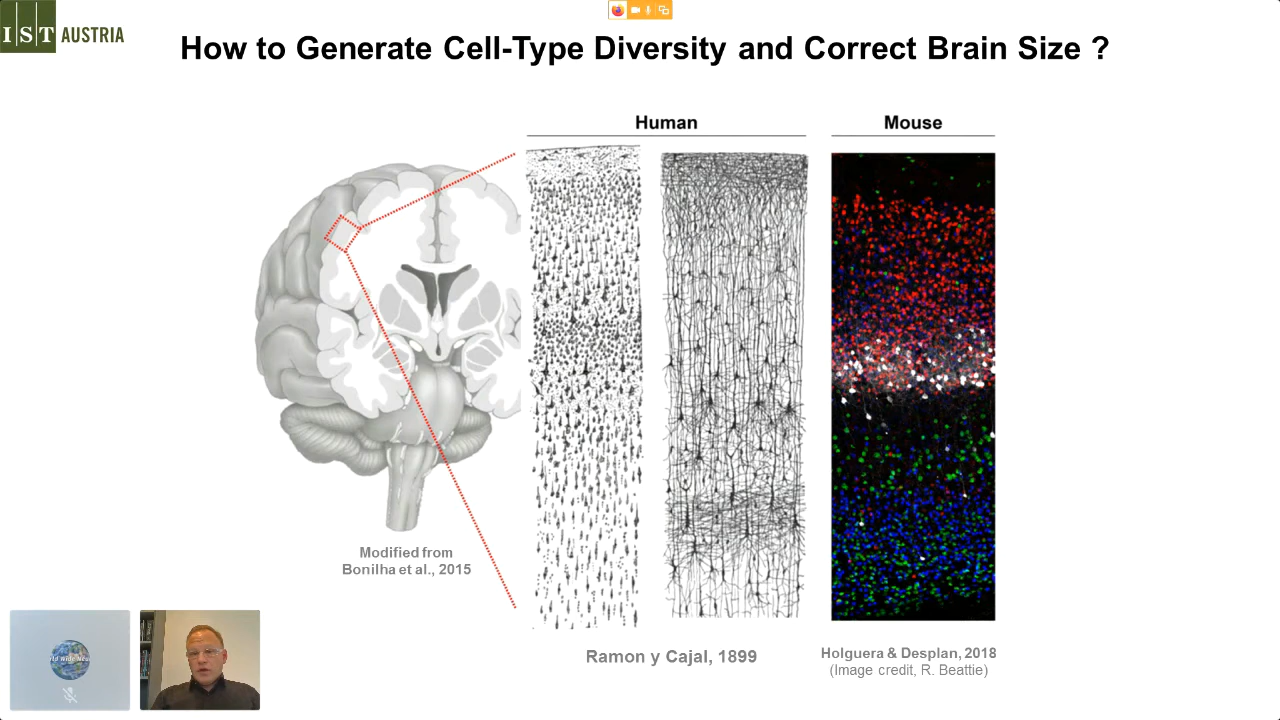 IST AUSTRIA
How to Generate Cell-Type Diversity and Correct Brain Size ?
Human
Mouse
Modified from
Bonilha et al., 2015
Ramon y Cajal, 1899
Holguera & Desplan, 2018
(Image credit, R. Beattie)